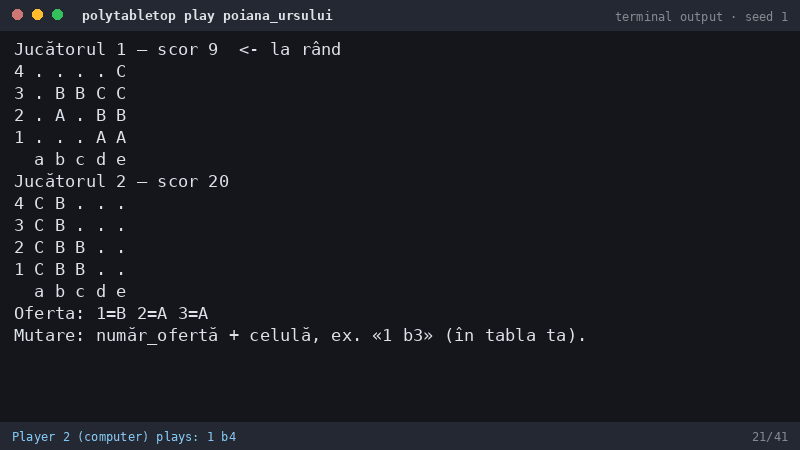 polytabletop play poiana_ursului
terminal output · seed 1
Jucătorul 1 — scor 9  <- la rând
4 . . . . C
3 . B B C C
2 . A . B B
1 . . . A A
  a b c d e
Jucătorul 2 — scor 20
4 C B . . .
3 C B . . .
2 C B B . .
1 C B B . .
  a b c d e
Oferta: 1=B 2=A 3=A
Mutare: număr_ofertă + celulă, ex. «1 b3» (în tabla ta).
Player 2 (computer) plays: 1 b4
21/41